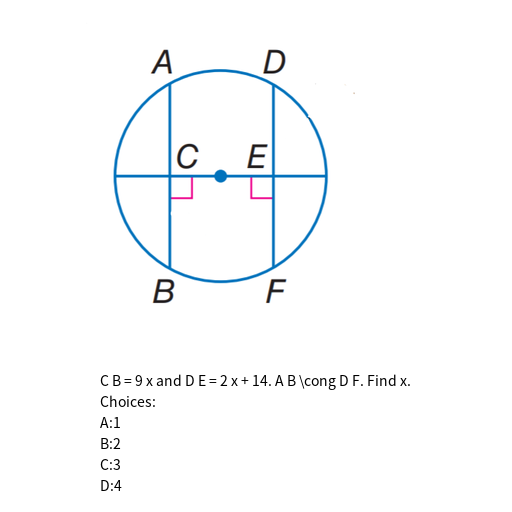 A D
C E
B F
C B = 9 x and D E = 2 x + 14. A B \cong D F. Find x.
Choices:
A:1
B:2
C:3
D:4